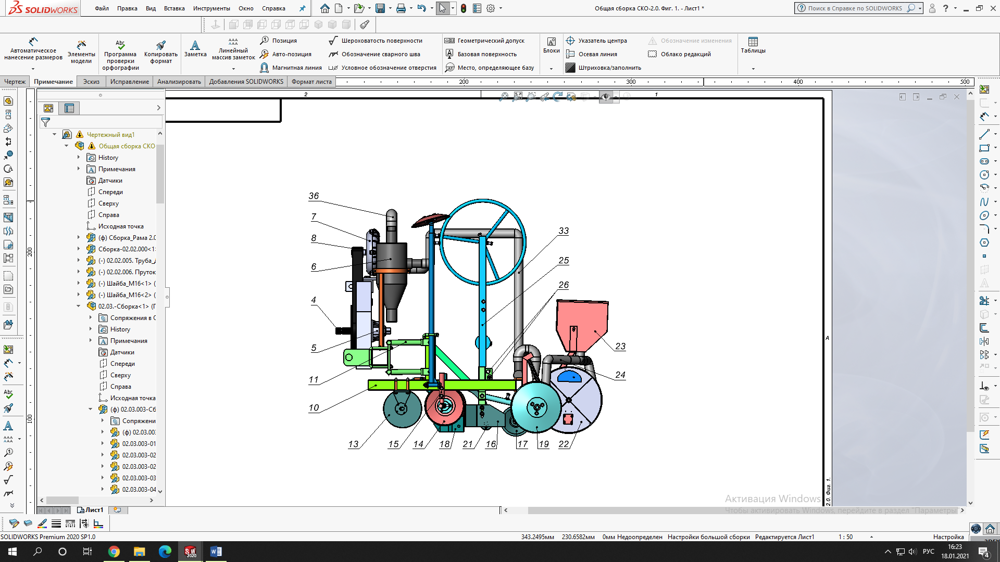 SOLIDWORKS
Файл Правка Вид Вставка Инструменты Окно Справка
Общая сборка СКО-2.0. Фиг. 1. - Лист1 *
Поиск в Справке по SOLIDWORKS
Автоматическое нанесение размеров
Элементы модели
Программа проверки орфографии
Копировать формат
Заметка
Линейный массив заметок
Позиция
Авто-позиция
Магнитная линия
Шероховатость поверхности
Обозначение сварного шва
Условное обозначение отверстия
Геометрический допуск
Базовая поверхность
Место, определяющее базу
Блоки
Указатель центра
Осевая линия
Штриховка/заполнить
Обозначение изменения
Облако редакций
Таблицы
Чертеж Примечание Эскиз Исправление Анализировать Добавления SOLIDWORKS Формат листа
200 300 400 500
2 1
Чертежный вид1
Общая сборка СКО
History
Примечания
Датчики
Спереди
Сверху
Справа
Исходная точка
(ф) Сборка_Рама 2.0
Сборка-02.02.000<1>
(-) 02.02.005. Труба_Д
(-) 02.02.006. Пруток
(-) Шайба_М16<1> (
(-) Шайба_М16<2> (
02.03.-Сборка<1> (Г
Сопряжения в С
History
Примечания
Датчики
Спереди
Сверху
Справа
Исходная точка
(ф) 02.03.003-Сб
Сопряжени
(ф) 02.03.003
02.03.003-01
02.03.003-02
02.03.003-02
02.03.003-03
02.03.003-04
200
100
36
7
8
6
4
5
11
10
13 15 14 18 21 16 17 19 22
33
25
26
23
24
А
2.0. Фиг. 1.
Активация Windows
Чтобы активировать Windows, перейдите в раздел "Параметры
Лист1
SOLIDWORKS Premium 2020 SP1.0
343.2495мм 230.6582мм 0мм Недоопределен Настройки большой сборки Редактируется Лист1 1 : 50 Настройка
РУС
16:23
18.01.2021
4